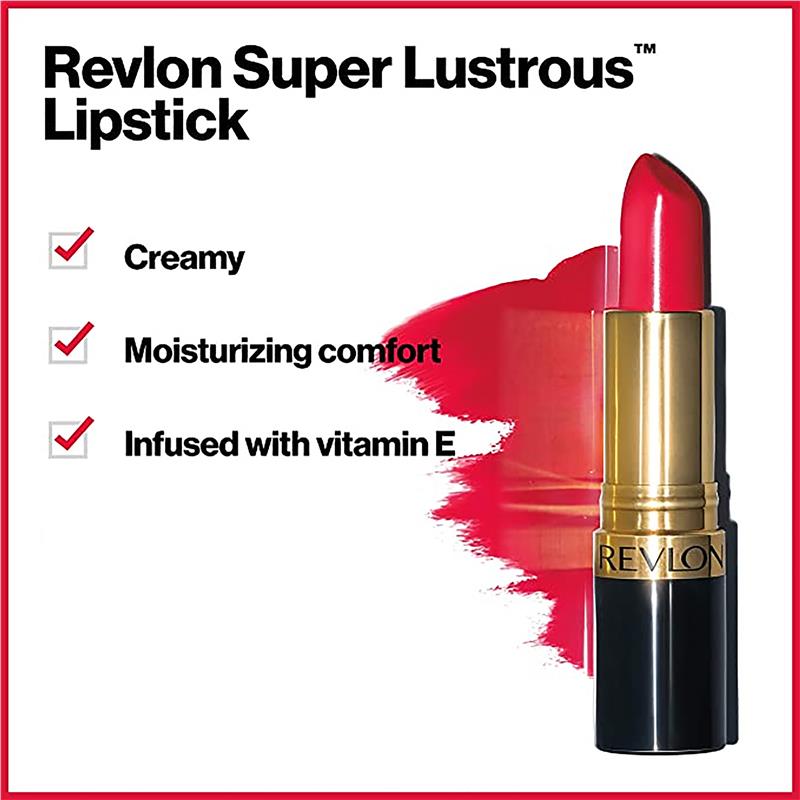 Revlon Super Lustrous™
Lipstick
Creamy
Moisturizing comfort
Infused with vitamin E
REVLON